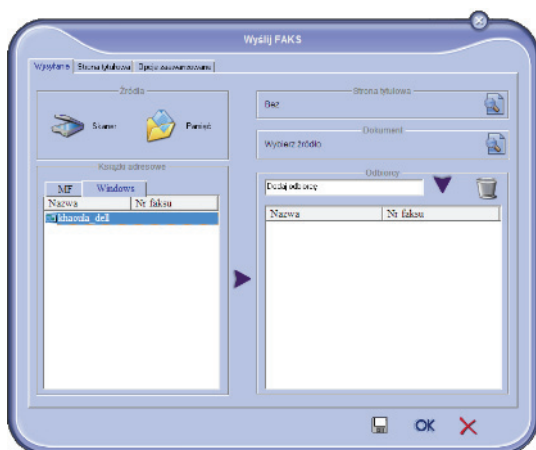 Wyślij FAKS
Wysyłanie Strona tytułowa Opcje zaawansowane
Źródła
Skaner Pamięć
Książki adresowe
MF Windows
Nazwa Nr faksu
khaoula_dell
Strona tytułowa
Bez
Dokument
Wybierz źródło
Odbiorcy
Dodaj odbiorcę
Nazwa Nr faksu
OK